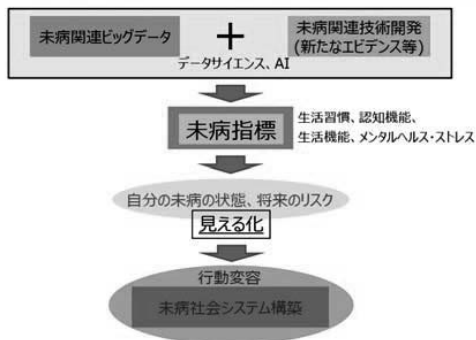 未病関連ビッグデータ
＋
未病関連技術開発
(新たなエビデンス等)
データサイエンス、AI
未病指標
生活習慣、認知機能、
生活機能、メンタルヘルス・ストレス
自分の未病の状態、将来のリスク
見える化
行動変容
未病社会システム構築